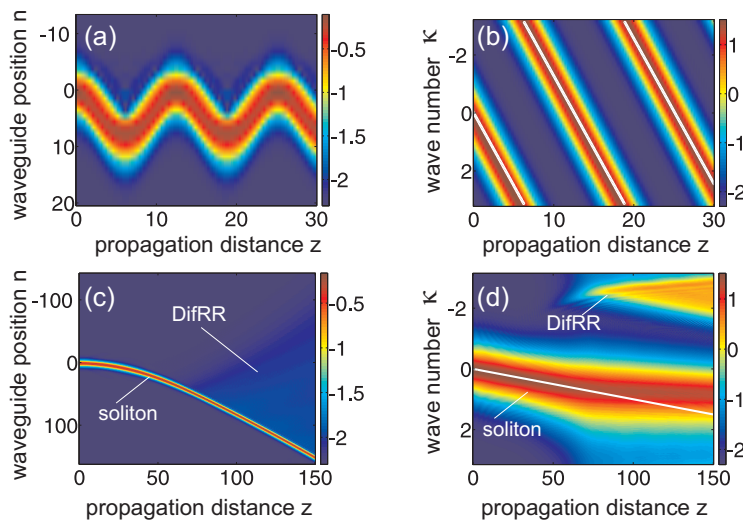 (a)
waveguide position n
-10
0
10
20
0
10
20
30
propagation distance z
-0.5
-1
-1.5
-2
(b)
wave number κ
-2
0
2
0
10
20
30
propagation distance z
1
0
-1
-2
(c)
waveguide position n
-100
0
100
0
50
100
150
propagation distance z
DifRR
soliton
-0.5
-1
-1.5
-2
(d)
wave number κ
-2
0
2
0
50
100
150
propagation distance z
DifRR
soliton
1
0
-1
-2